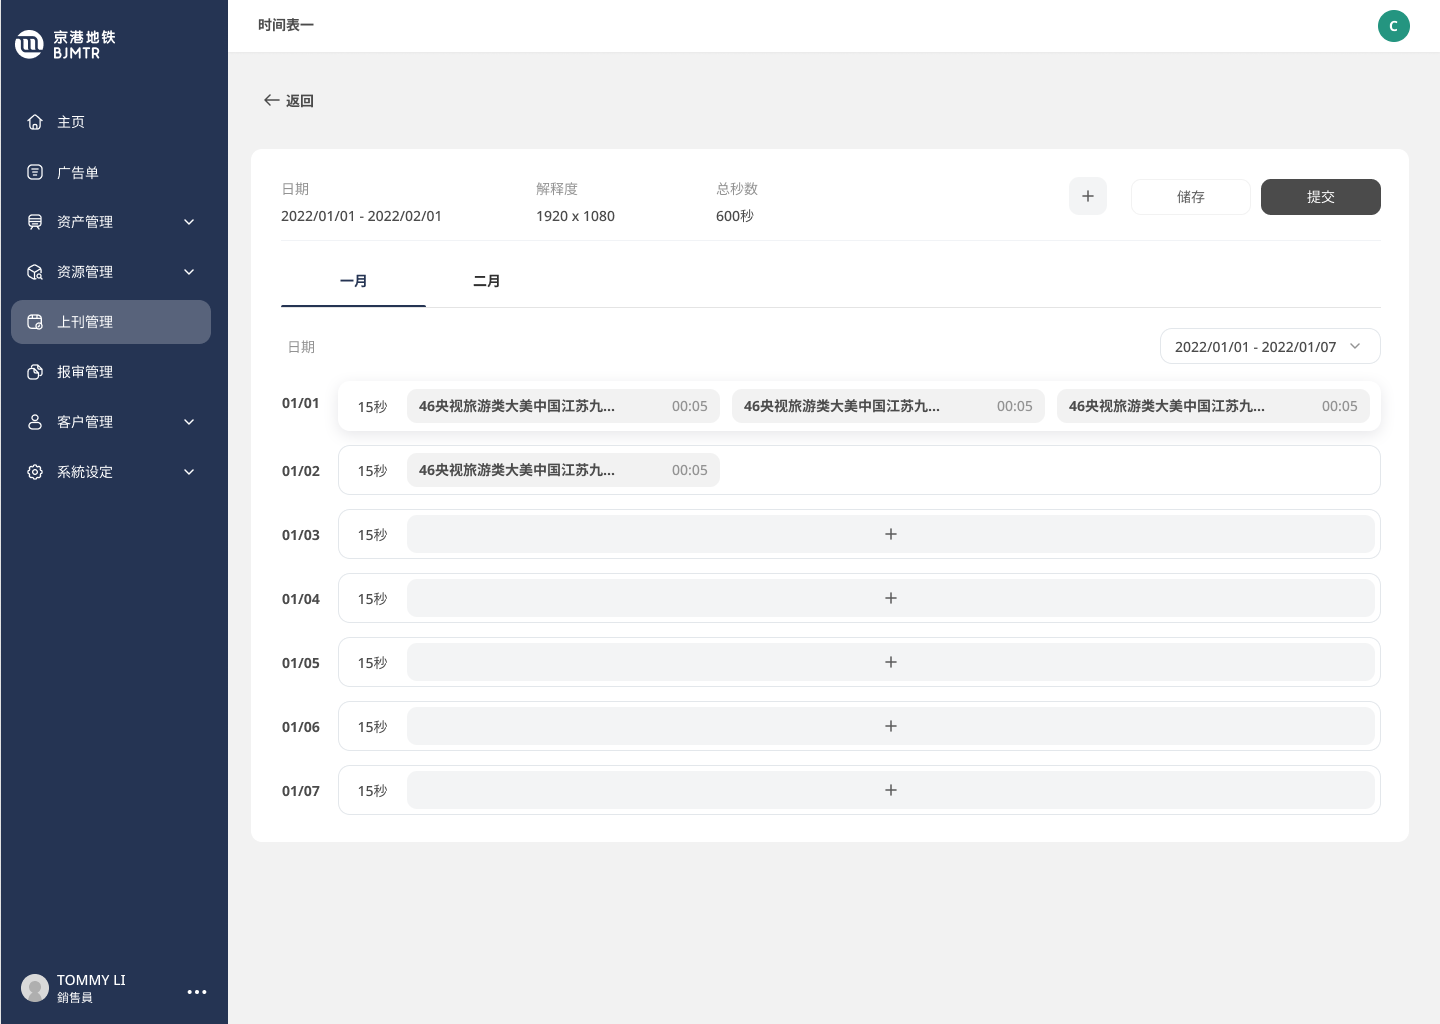 京港地铁
BJMTR
时间表一
C
主页
广告单
资产管理
资源管理
上刊管理
报审管理
客户管理
系統设定
TOMMY LI
銷售員
返回
日期
2022/01/01 - 2022/02/01
解释度
1920 x 1080
总秒数
600秒
储存
提交
一月
二月
日期
2022/01/01 - 2022/01/07
01/01 15秒 46央视旅游类大美中国江苏九... 00:05 46央视旅游类大美中国江苏九... 00:05 46央视旅游类大美中国江苏九... 00:05
01/02 15秒 46央视旅游类大美中国江苏九... 00:05
01/03 15秒
01/04 15秒
01/05 15秒
01/06 15秒
01/07 15秒